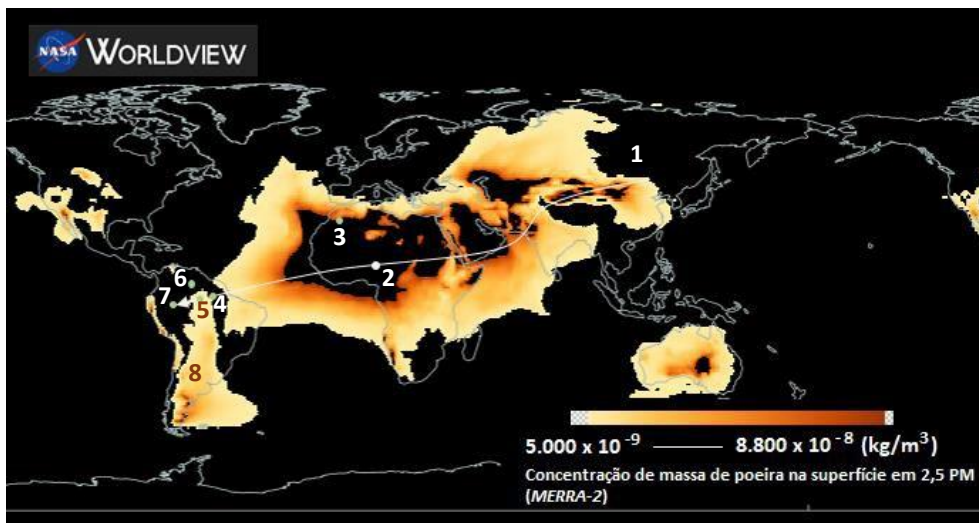 NASA WORLDVIEW
1
3
2
6
7
5
4
8
5.000 x 10 -9 8.800 x 10 -8 (kg/m3)
Concentração de massa de poeira na superfície em 2,5 PM
(MERRA-2)